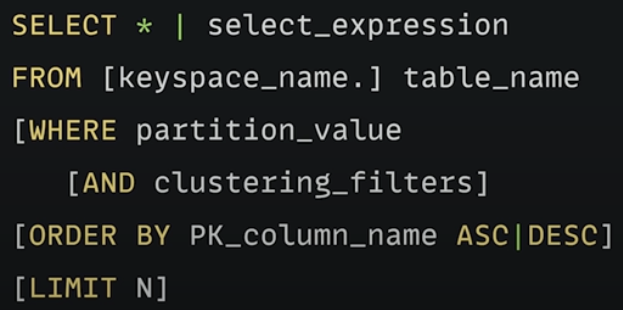 SELECT * | select_expression
FROM [keyspace_name.] table_name
[WHERE partition_value
[AND clustering_filters]
[ORDER BY PK_column_name ASC|DESC]
[LIMIT N]